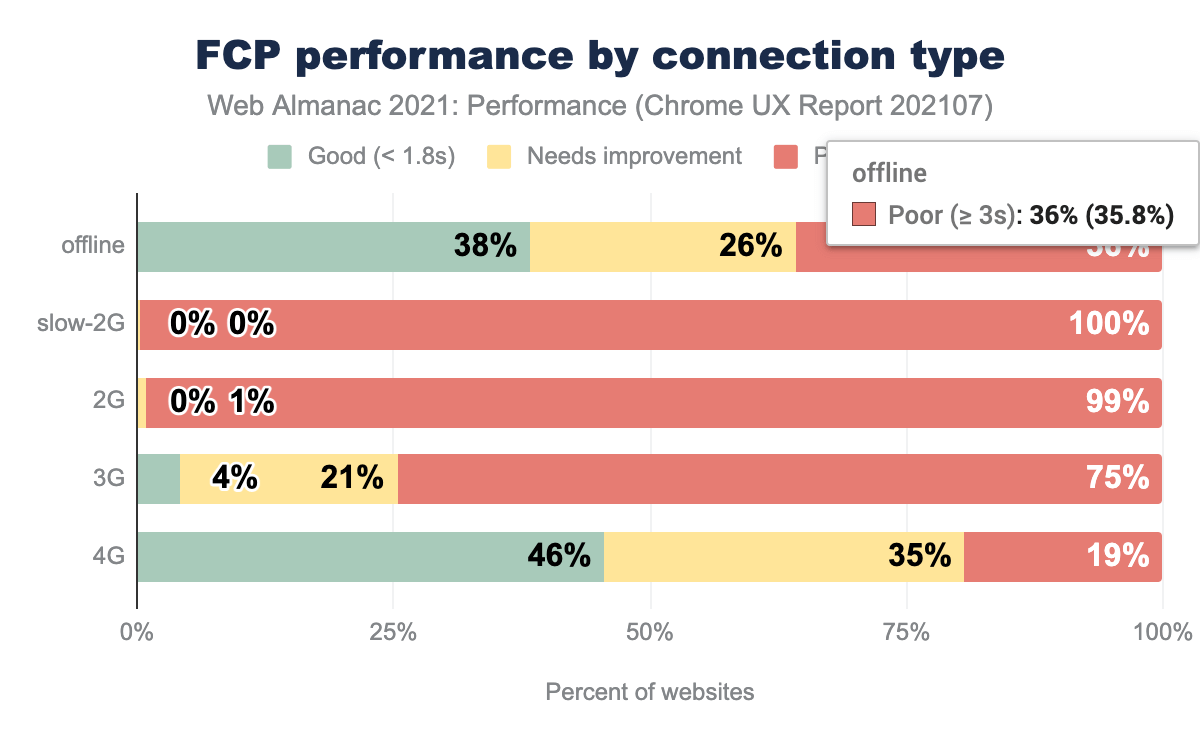 FCP performance by connection type
Web Almanac 2021: Performance (Chrome UX Report 202107)
Good (< 1.8s) Needs improvement
offline
Poor (≥ 3s): 36% (35.8%)
offline 38% 26%
slow-2G 0% 0% 100%
2G 0% 1% 99%
3G 4% 21% 75%
4G 46% 35% 19%
0% 25% 50% 75% 100%
Percent of websites